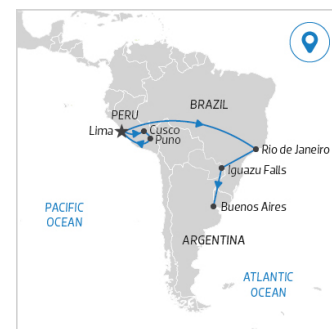 PERU
BRAZIL
Lima
Cusco
Puno
Rio de Janeiro
Iguazu Falls
PACIFIC
OCEAN
Buenos Aires
ARGENTINA
ATLANTIC
OCEAN